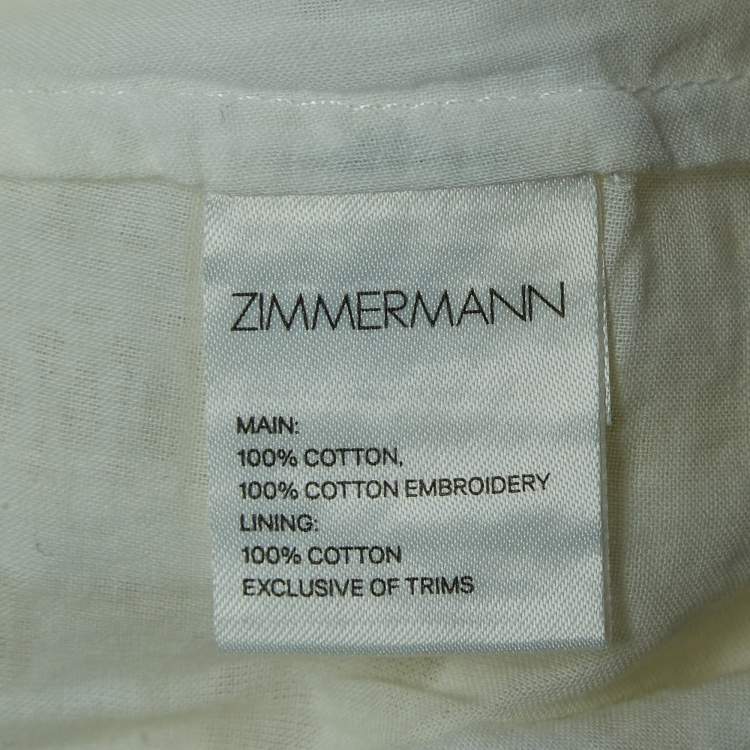 ZIMMERMANN
MAIN:
100% COTTON,
100% COTTON EMBROIDERY
LINING:
100% COTTON
EXCLUSIVE OF TRIMS